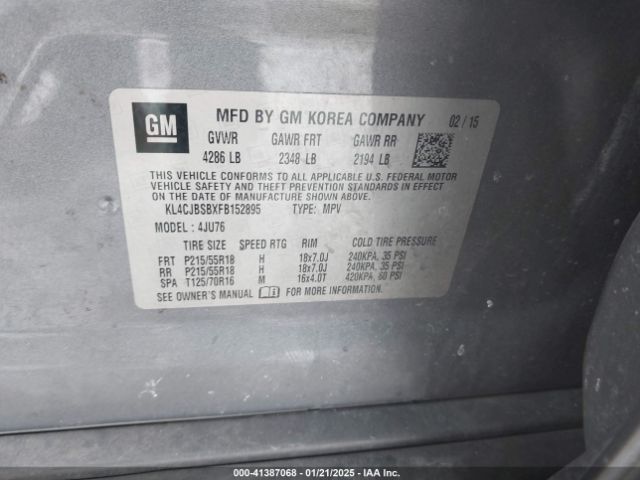 GM
MFD BY GM KOREA COMPANY 02 / 15
GVWR GAWR FRT GAWR RR
4286 LB 2348 LB 2194 LB
THIS VEHICLE CONFORMS TO ALL APPLICABLE U.S. FEDERAL MOTOR
VEHICLE SAFETY AND THEFT PREVENTION STANDARDS IN EFFECT
ON THE DATE OF MANUFACTURE SHOWN ABOVE.
KL4CJBSBXFB152895 TYPE: MPV
MODEL : 4JU76
TIRE SIZE SPEED RTG RIM COLD TIRE PRESSURE
FRT P215/55R18 H 18x7.0J 240KPA, 35 PSI
RR P215/55R18 H 18x7.0J 240KPA, 35 PSI
SPA T125/70R16 M 16x4.0T 420KPA, 60 PSI
SEE OWNER'S MANUAL FOR MORE INFORMATION.
000-41387068 - 01/21/2025 - IAA Inc.